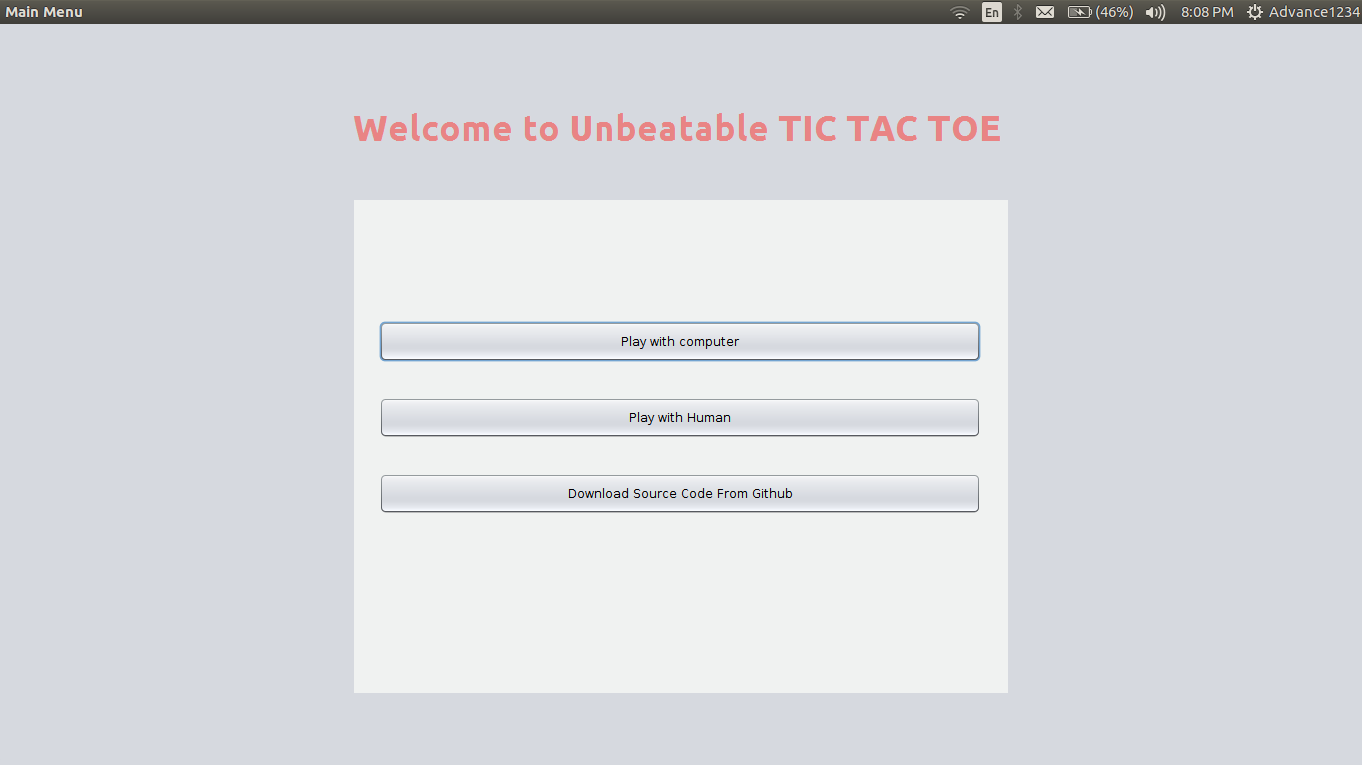 Main Menu En (46%) 8:08 PM Advance1234
Welcome to Unbeatable TIC TAC TOE
Play with computer
Play with Human
Download Source Code From Github